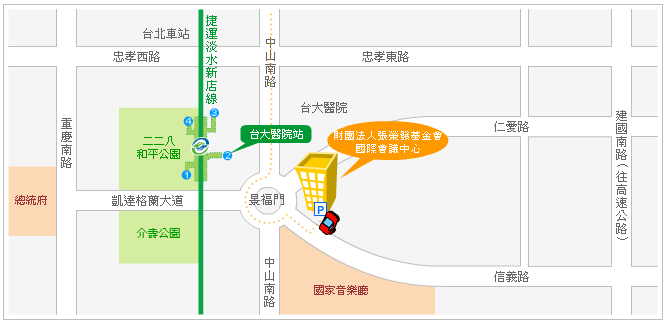 台北車站
捷運淡水新店線
中山南路
忠孝西路
忠孝東路
重慶南路
台大醫院
3
4
2
1
二二八
和平公園
台大醫院站
財團法人張榮發基金會
國際會議中心
仁愛路
建國南路(往高速公路)
總統府
凱達格蘭大道
景福門
P
介壽公園
中山南路
信義路
國家音樂廳